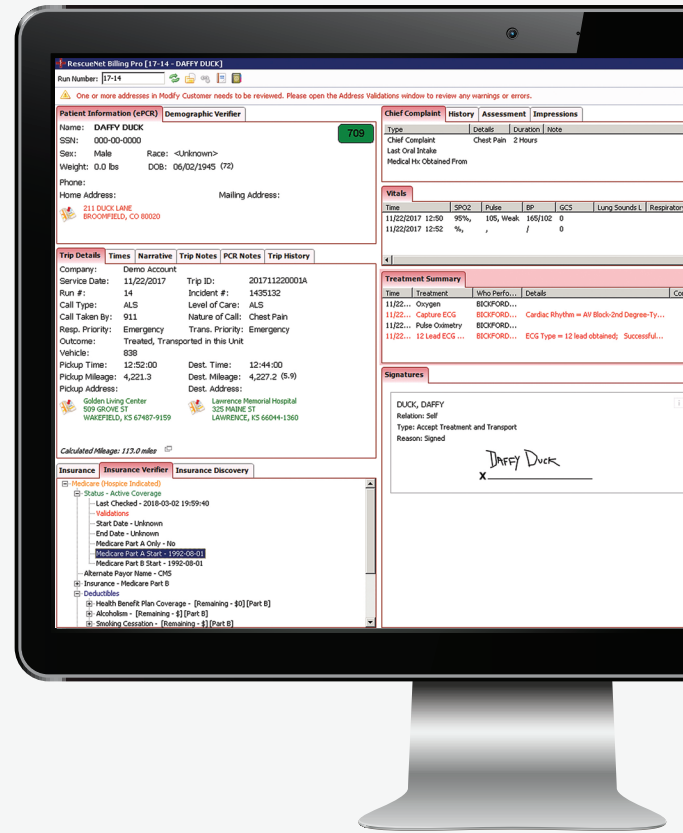 RescueNet Billing Pro [17-14 - DAFFY DUCK]
Run Number: 17-14
One or more addresses in Modify Customer needs to be reviewed. Please open the Address Validations window to review any warnings or errors.
Patient Information (ePCR) Demographic Verifier
Name: DAFFY DUCK
709
SSN: 000-00-0000
Sex: Male Race: <Unknown>
Weight: 0.0 lbs DOB: 06/02/1945 (72)
Phone:
Home Address: Mailing Address:
211 DUCK LANE
BROOMFIELD, CO 80020
Trip Details Times Narrative Trip Notes PCR Notes Trip History
Company: Demo Account
Service Date: 11/22/2017 Trip ID: 201711220001A
Run #: 14 Incident #: 1435132
Call Type: ALS Level of Care: ALS
Call Taken By: 911 Nature of Call: Chest Pain
Resp. Priority: Emergency Trans. Priority: Emergency
Outcome: Treated, Transported in this Unit
Vehicle: 838
Pickup Time: 12:52:00 Dest. Time: 12:44:00
Pickup Mileage: 4,221.3 Dest. Mileage: 4,227.2 (5.9)
Pickup Address: Dest. Address:
Golden Living Center Lawrence Memorial Hospital
509 GROVE ST 325 MAINE ST
WAKEFIELD, KS 67487-9159 LAWRENCE, KS 66044-1360
Calculated Mileage: 113.0 miles
Insurance Insurance Verifier Insurance Discovery
Medicare (Hospice Indicated)
Status - Active Coverage
Last Checked - 2018-03-02 19:59:40
Validations
Start Date - Unknown
End Date - Unknown
Medicare Part A Only - No
Medicare Part A Start - 1992-08-01
Medicare Part B Start - 1992-08-01
Alternate Payor Name - CMS
Insurance - Medicare Part B
Deductibles
Health Benefit Plan Coverage - [Remaining - $0] [Part B]
Alcoholism - [Remaining - $] [Part B]
Smoking Cessation - [Remaining - $] [Part B]
Chief Complaint History Assessment Impressions
Type Details Duration Note
Chief Complaint Chest Pain 2 Hours
Last Oral Intake
Medical Hx Obtained From
Vitals
Time SPO2 Pulse BP GCS Lung Sounds L Respiratory
11/22/2017 12:50 95%, 105, Weak 165/102 0
11/22/2017 12:52 %, , / 0
Treatment Summary
Time Treatment Who Perfo... Details Co
11/22... Oxygen BICKFORD...
11/22... Capture ECG BICKFORD... Cardiac Rhythm = AV Block-2nd Degree-Ty...
11/22... Pulse Oximetry BICKFORD...
11/22... 12 Lead ECG ... BICKFORD... ECG Type = 12 lead obtained; Successful...
Signatures
DUCK, DAFFY
Relation: Self
Type: Accept Treatment and Transport
Reason: Signed
DAFFY DUCK
X